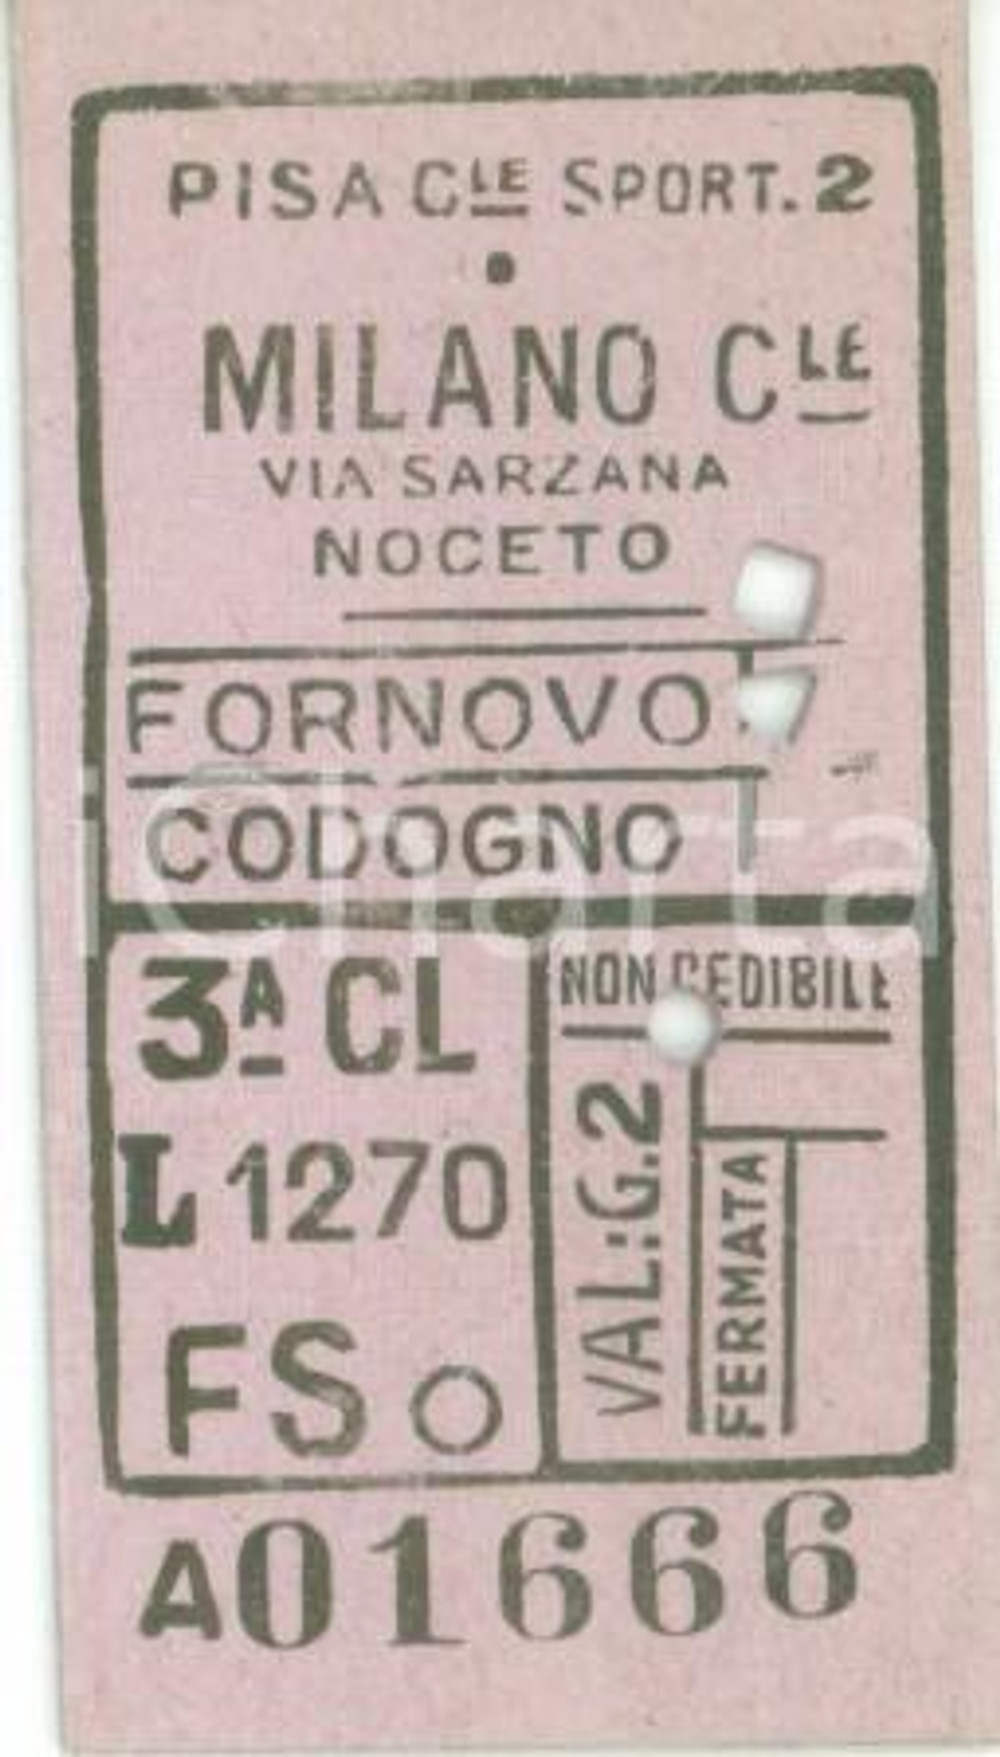 PISA CLE SPORT. 2
MILANO CLE
VIA SARZANA
NOCETO
FORNOVO
CODOGNO
3A CL
L 1270
FS
NON CEDIBILE
VAL: G. 2
FERMATA
A01666
iCharta